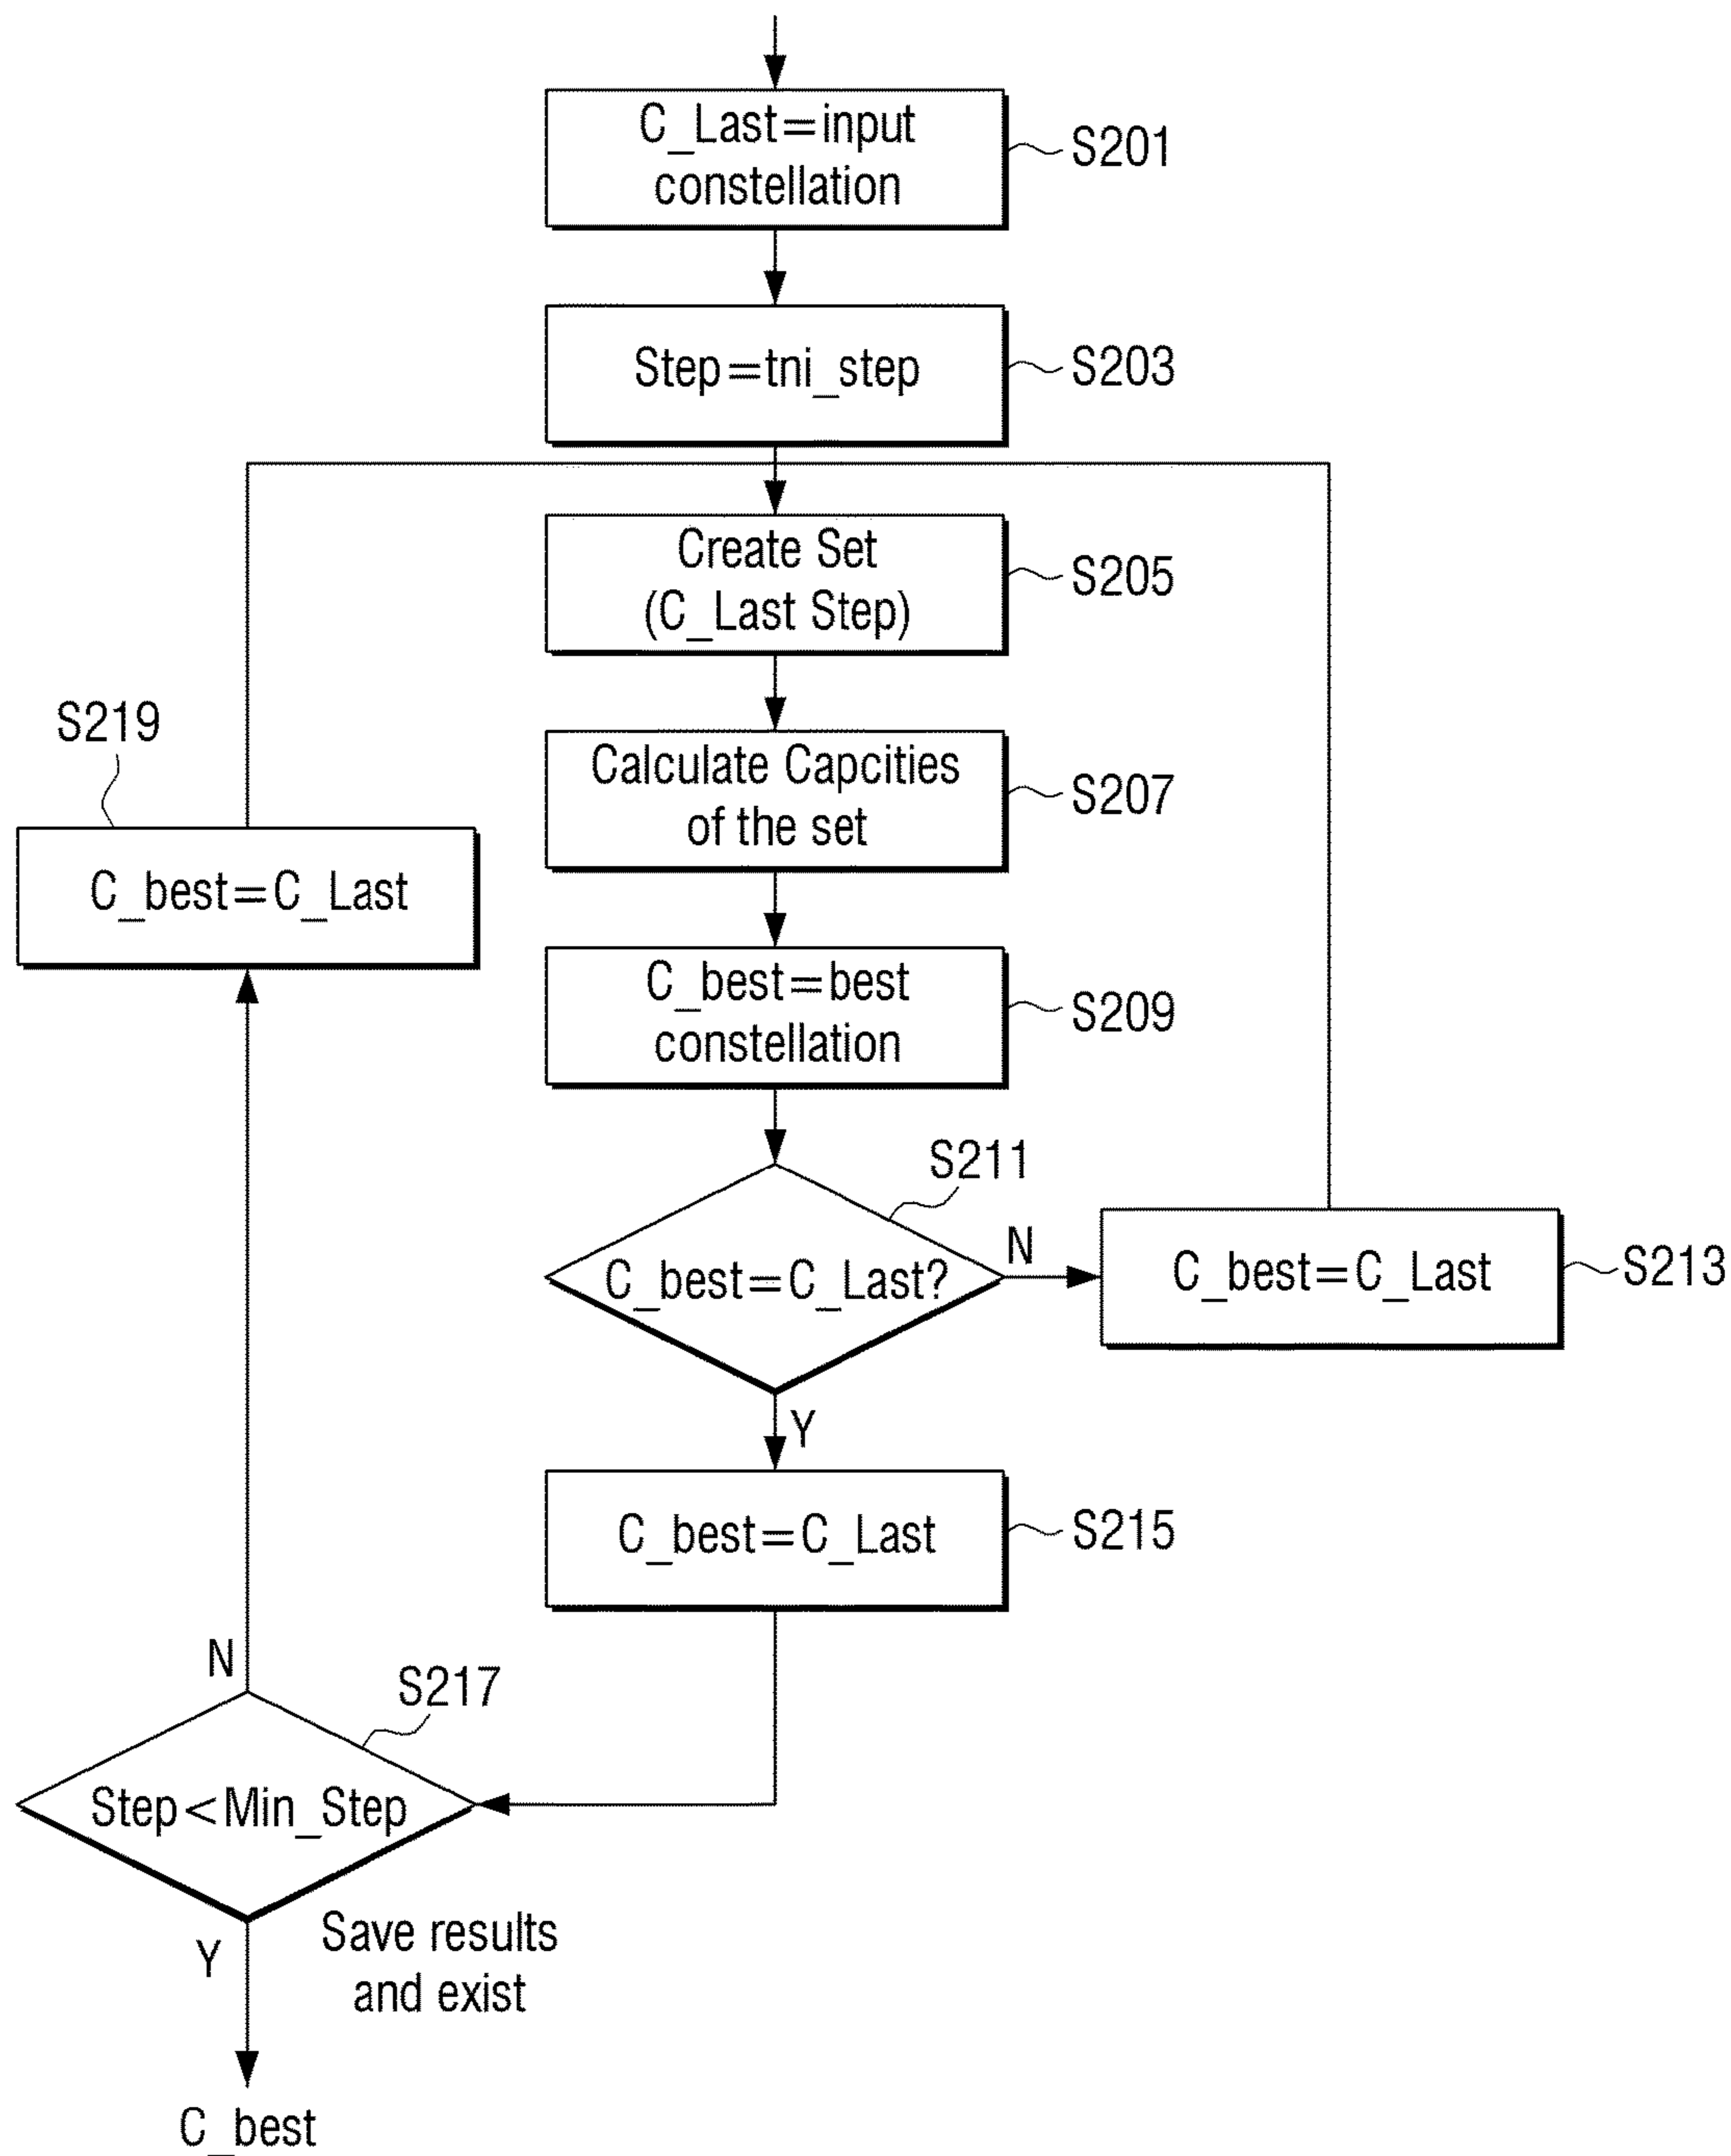 C_Last=input
constellation
S201
Step=tni_step
S203
Create Set
(C_Last Step)
S205
S219
Calculate Capcities
of the set
S207
C_best=C_Last
C_best=best
constellation
S209
S211
C_best=C_Last?
N
C_best=C_Last
S213
Y
C_best=C_Last
S215
N
S217
Step<Min_Step
Y
Save results
and exist
C_best